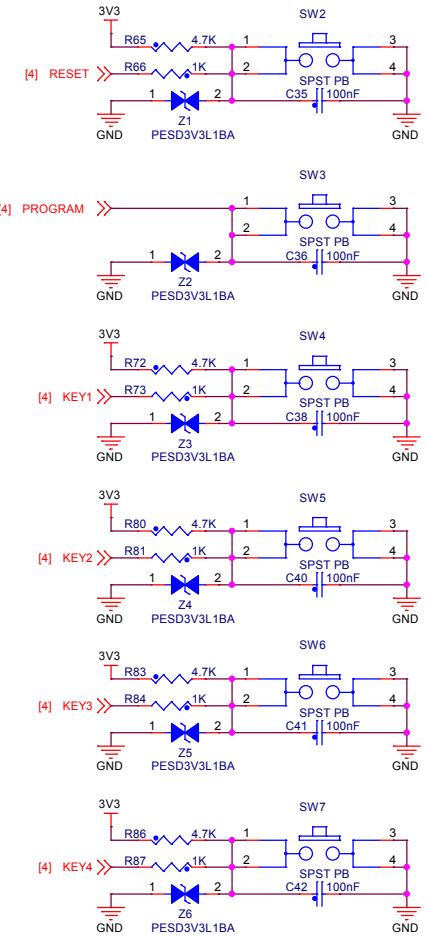 3V3
SW2
R65 4.7K 1 3
[4] RESET R66 1K 2 4
1 2 C35 SPST PB 100nF
Z1
GND PESD3V3L1BA GND
SW3
[4] PROGRAM 1 3
2 4
SPST PB
1 2 C36 100nF
Z2
GND PESD3V3L1BA GND
3V3
SW4
R72 4.7K 1 3
[4] KEY1 R73 1K 2 4
SPST PB
1 2 C38 100nF
Z3
GND PESD3V3L1BA GND
3V3
SW5
R80 4.7K 1 3
[4] KEY2 R81 1K 2 4
SPST PB
1 2 C40 100nF
Z4
GND PESD3V3L1BA GND
SW6
3V3
R83 4.7K 1 3
[4] KEY3 R84 1K 2 4
SPST PB
1 2 C41 100nF
Z5
GND PESD3V3L1BA GND
3V3
SW7
R86 4.7K 1 3
[4] KEY4 R87 1K 2 4
SPST PB
1 2 C42 100nF
Z6
GND PESD3V3L1BA GND